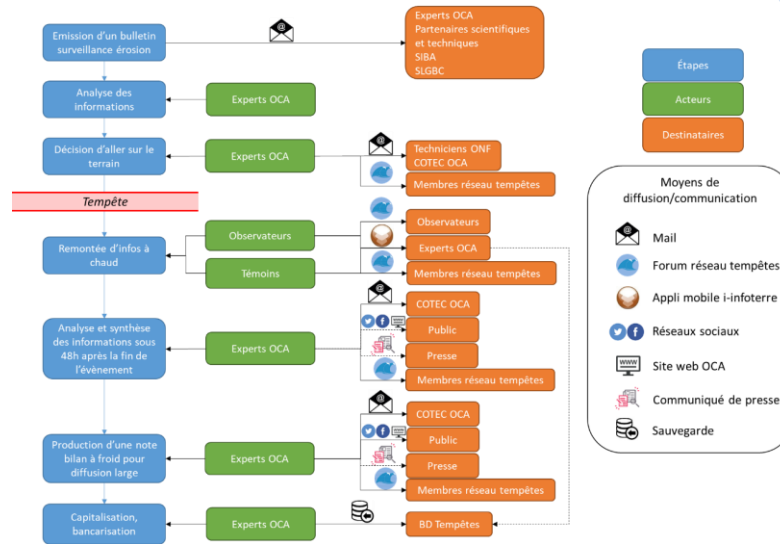 Emission d'un bulletin
surveillance érosion
Experts OCA
Partenaires scientifiques
et techniques
SIBA
SLGBC
Analyse des
informations
Experts OCA
Décision d'aller sur le
terrain
Experts OCA
Techniciens ONF
COTEC OCA
Membres réseau tempêtes
Tempête
Remontée d'infos à
chaud
Observateurs
Témoins
Observateurs
Experts OCA
Membres réseau tempêtes
Analyse et synthèse
des informations sous
48h après la fin de
l'évènement
Experts OCA
COTEC OCA
Public
Presse
Membres réseau tempêtes
Production d'une note
bilan à froid pour
diffusion large
Experts OCA
COTEC OCA
Public
Presse
Membres réseau tempêtes
Capitalisation,
bancarisation
Experts OCA
BD Tempêtes
Étapes
Acteurs
Destinataires
Moyens de
diffusion/communication
Mail
Forum réseau tempêtes
Appli mobile i-infoterre
Réseaux sociaux
www
Site web OCA
Communiqué de presse
Sauvegarde